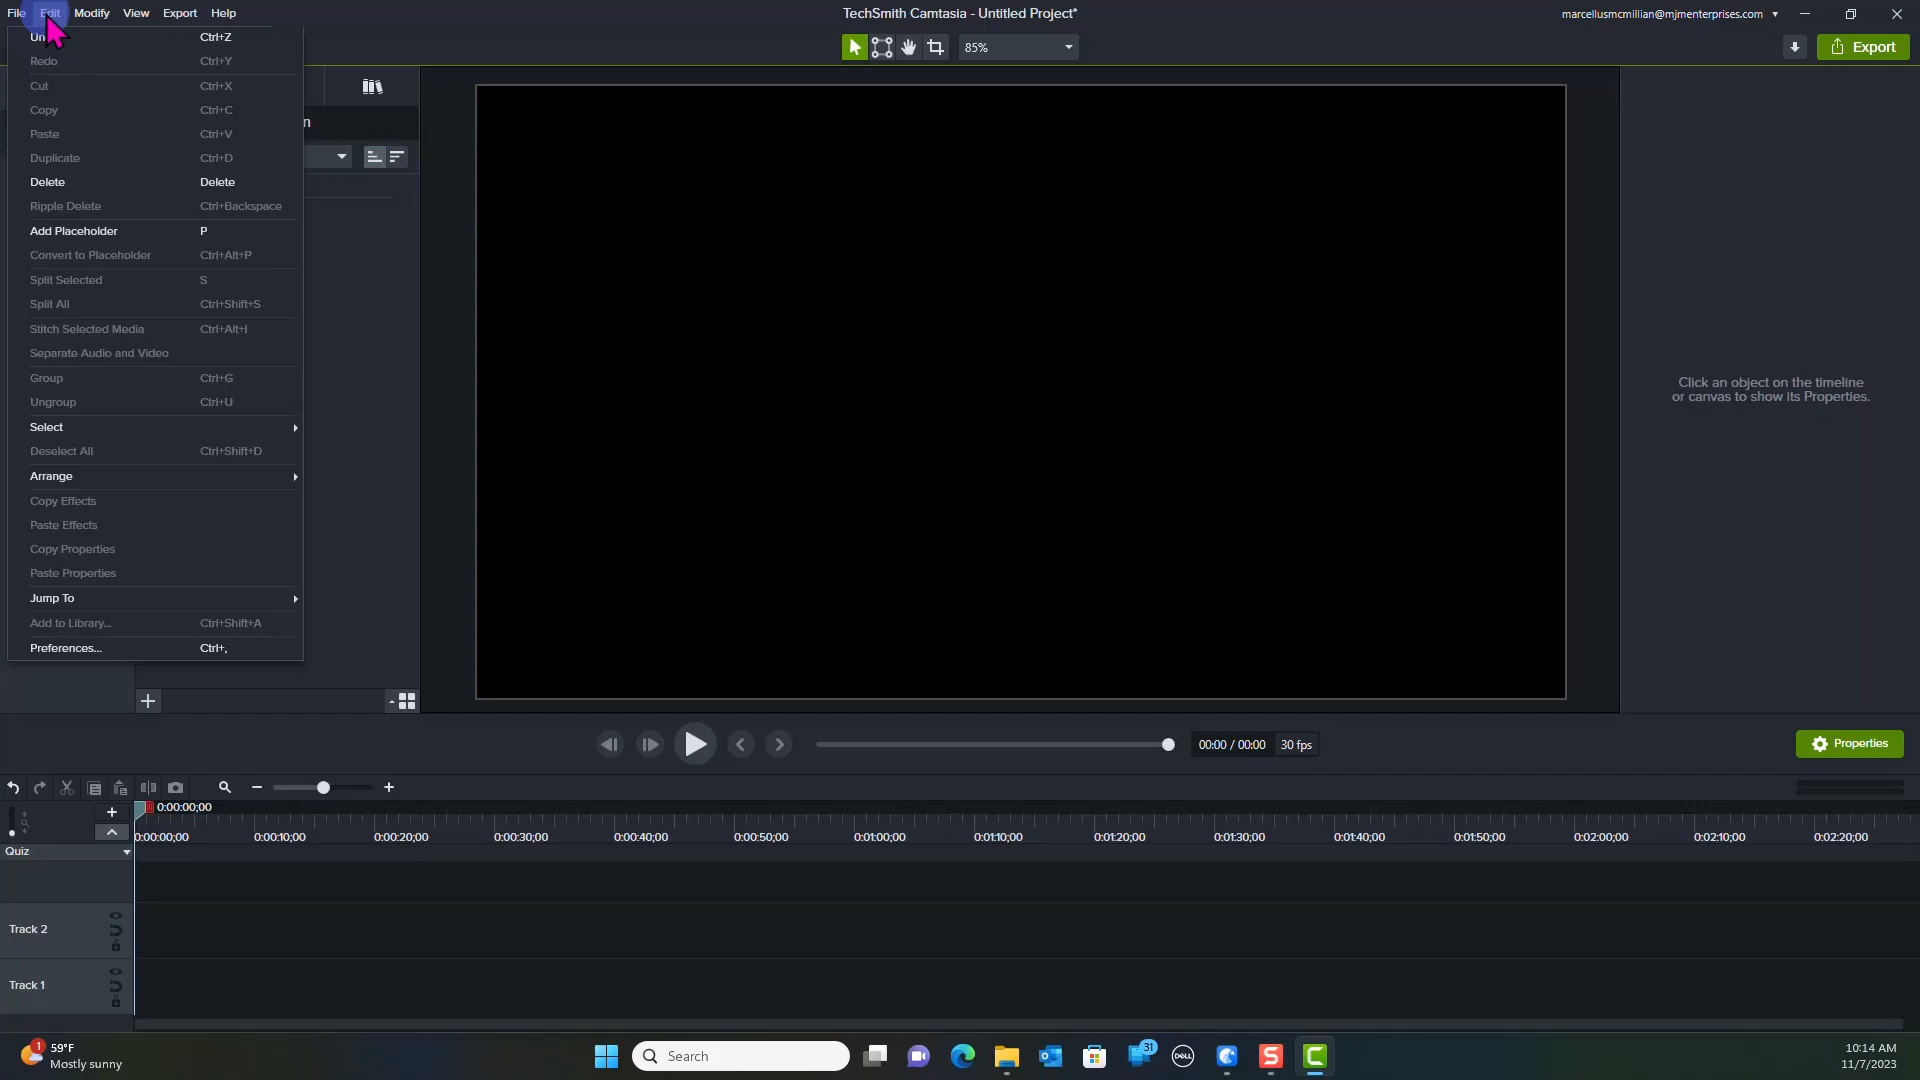 File Edit Modify View Export Help
TechSmith Camtasia - Untitled Project*
marcellusmcmillian@mjmenterprises.com
85%
Export
Ctrl+Z
Redo Ctrl+Y
Cut Ctrl+X
Copy Ctrl+C
Paste Ctrl+V
Duplicate Ctrl+D
Delete Delete
Ripple Delete Ctrl+Backspace
Add Placeholder P
Convert to Placeholder Ctrl+Alt+P
Split Selected S
Split All Ctrl+Shift+S
Stitch Selected Media Ctrl+Alt+I
Separate Audio and Video
Group Ctrl+G
Ungroup Ctrl+U
Select
Deselect All Ctrl+Shift+D
Arrange
Copy Effects
Paste Effects
Copy Properties
Paste Properties
Jump To
Add to Library... Ctrl+Shift+A
Preferences... Ctrl+,
Click an object on the timeline
or canvas to show its Properties.
00:00 / 00:00 30 fps
Properties
0:00:00;00
0:00:00;00 0:00:10;00 0:00:20;00 0:00:30;00 0:00:40;00 0:00:50;00 0:01:00;00 0:01:10;00 0:01:20;00 0:01:30;00 0:01:40;00 0:01:50;00 0:02:00;00 0:02:10;00 0:02:20;00
Quiz
Track 2
Track 1
1
59°F
Mostly sunny
Search
31
DELL
10:14 AM
11/7/2023